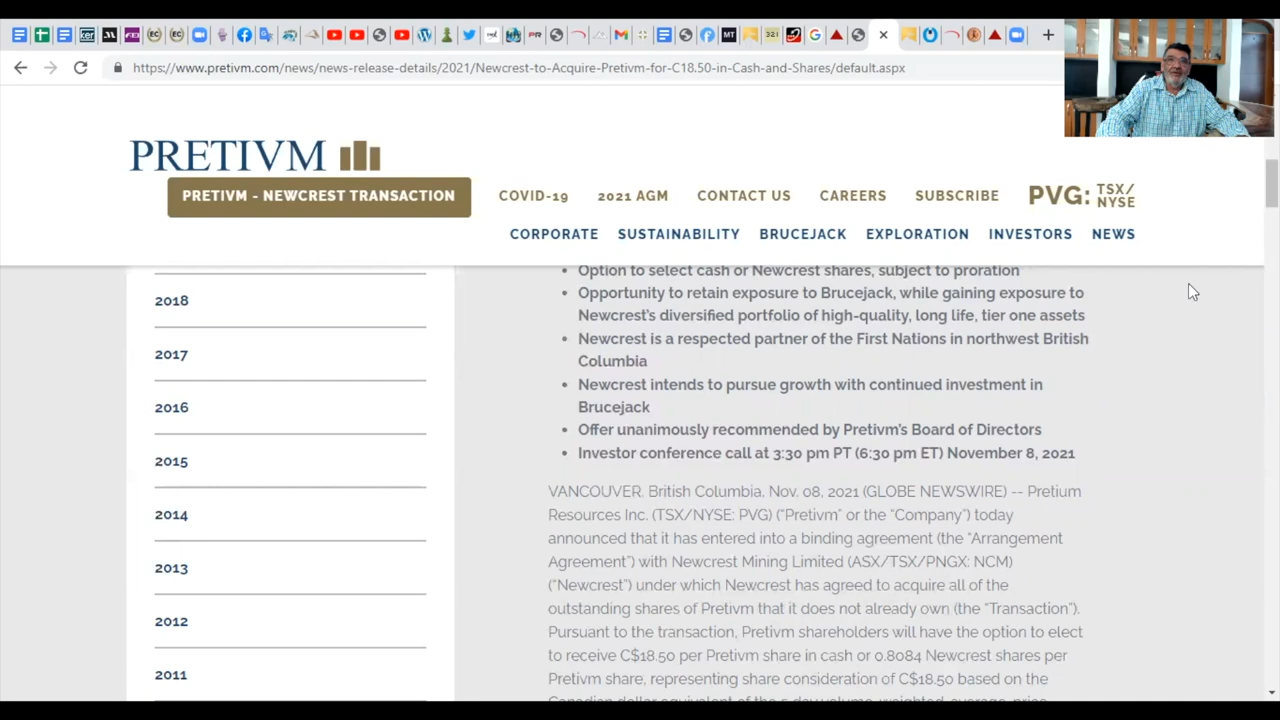 https://www.pretivm.com/news/news-release-details/2021/Newcrest-to-Acquire-Pretivm-for-C18.50-in-Cash-and-Shares/default.aspx
PRETIVM
PRETIVM - NEWCREST TRANSACTION
COVID-19
2021 AGM
CONTACT US
CAREERS
SUBSCRIBE
PVG: TSX/
NYSE
CORPORATE
SUSTAINABILITY
BRUCEJACK
EXPLORATION
INVESTORS
NEWS
2018
2017
2016
2015
2014
2013
2012
2011
• Option to select cash or Newcrest shares, subject to proration
• Opportunity to retain exposure to Brucejack, while gaining exposure to
Newcrest's diversified portfolio of high-quality, long life, tier one assets
• Newcrest is a respected partner of the First Nations in northwest British
Columbia
• Newcrest intends to pursue growth with continued investment in
Brucejack
• Offer unanimously recommended by Pretivm's Board of Directors
• Investor conference call at 3:30 pm PT (6:30 pm ET) November 8, 2021
VANCOUVER, British Columbia, Nov. 08, 2021 (GLOBE NEWSWIRE) -- Pretium
Resources Inc. (TSX/NYSE: PVG) ("Pretivm" or the "Company") today
announced that it has entered into a binding agreement (the "Arrangement
Agreement") with Newcrest Mining Limited (ASX/TSX/PNGX: NCM)
("Newcrest") under which Newcrest has agreed to acquire all of the
outstanding shares of Pretivm that it does not already own (the "Transaction").
Pursuant to the transaction, Pretivm shareholders will have the option to elect
to receive C$18.50 per Pretivm share in cash or 0.8084 Newcrest shares per
Pretivm share, representing share consideration of C$18.50 based on the
Canadian dollar equivalent of the 5 day volume-weighted-average-price